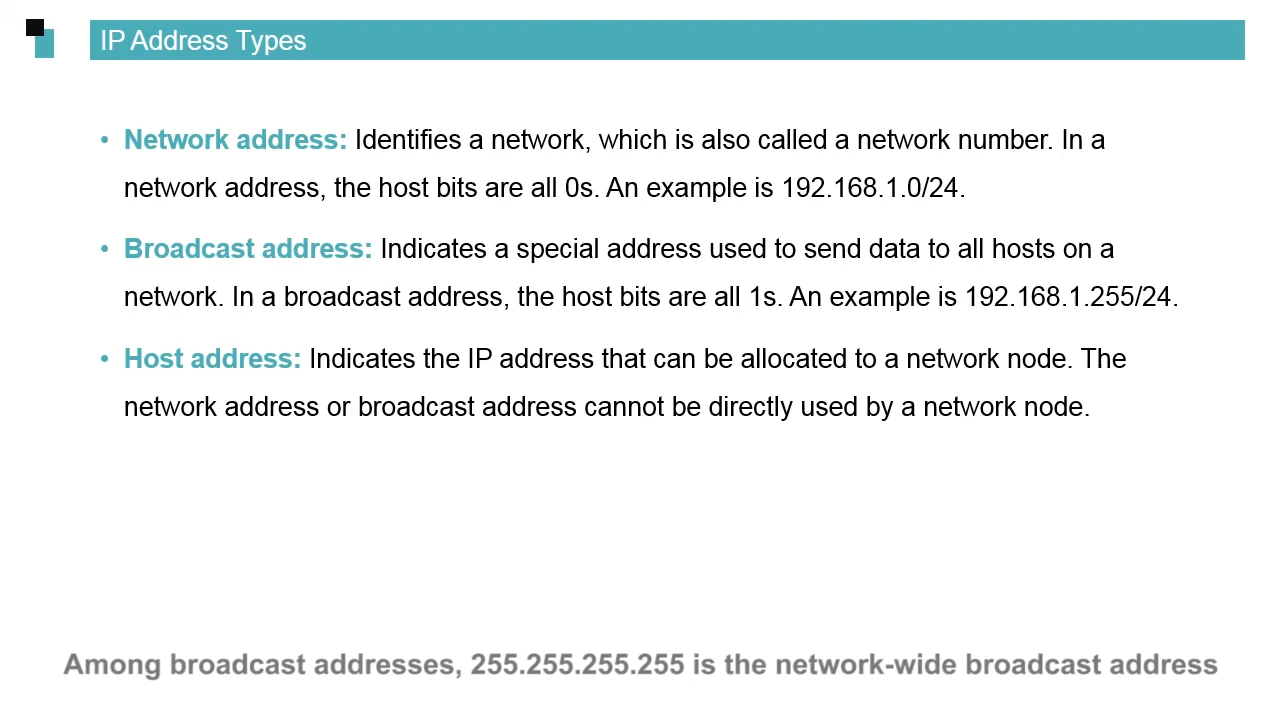 IP Address Types
• Network address: Identifies a network, which is also called a network number. In a
network address, the host bits are all 0s. An example is 192.168.1.0/24.
• Broadcast address: Indicates a special address used to send data to all hosts on a
network. In a broadcast address, the host bits are all 1s. An example is 192.168.1.255/24.
• Host address: Indicates the IP address that can be allocated to a network node. The
network address or broadcast address cannot be directly used by a network node.
Among broadcast addresses, 255.255.255.255 is the network-wide broadcast address